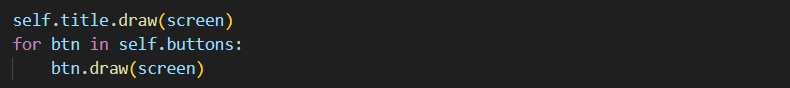 self.title.draw(screen)
for btn in self.buttons:
    btn.draw(screen)